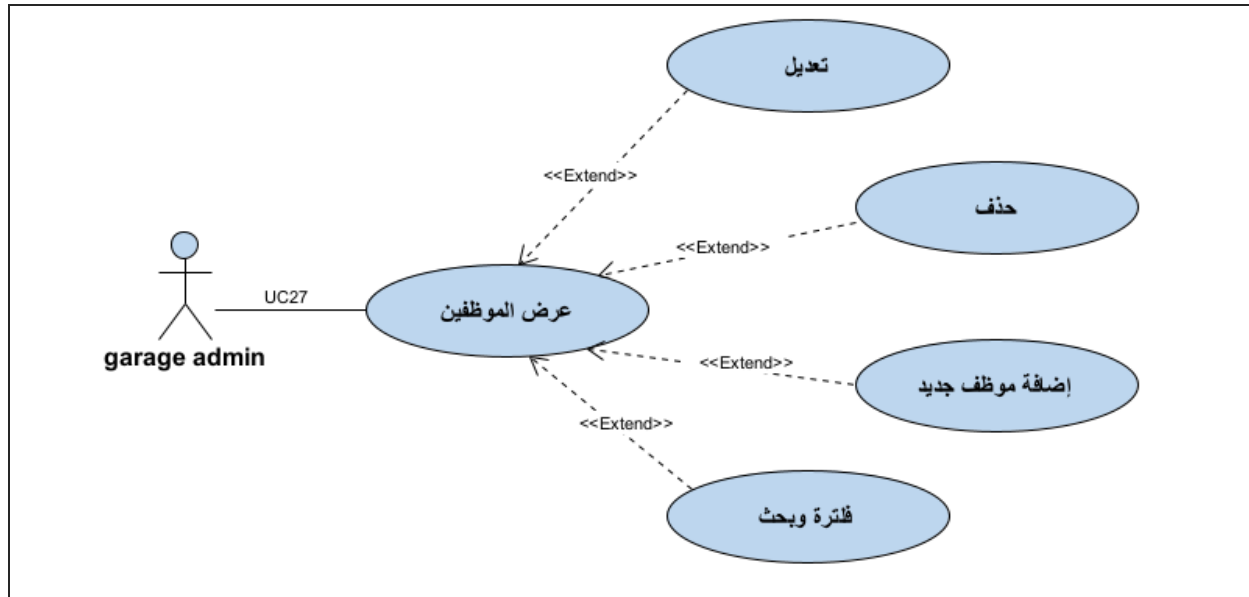 تعديل
<<Extend>>
حذف
<<Extend>>
UC27
عرض الموظفين
garage admin
<<Extend>>
إضافة موظف جديد
<<Extend>>
فلترة وبحث